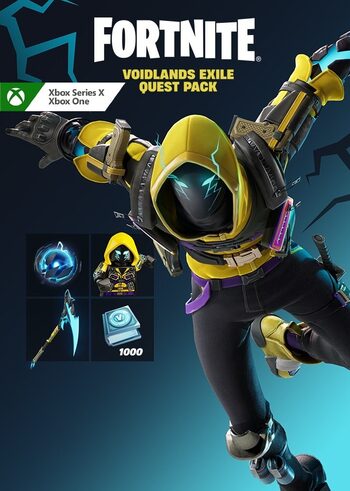 FORTNITE
VOIDLANDS EXILE
QUEST PACK
Xbox Series X
Xbox One
1000